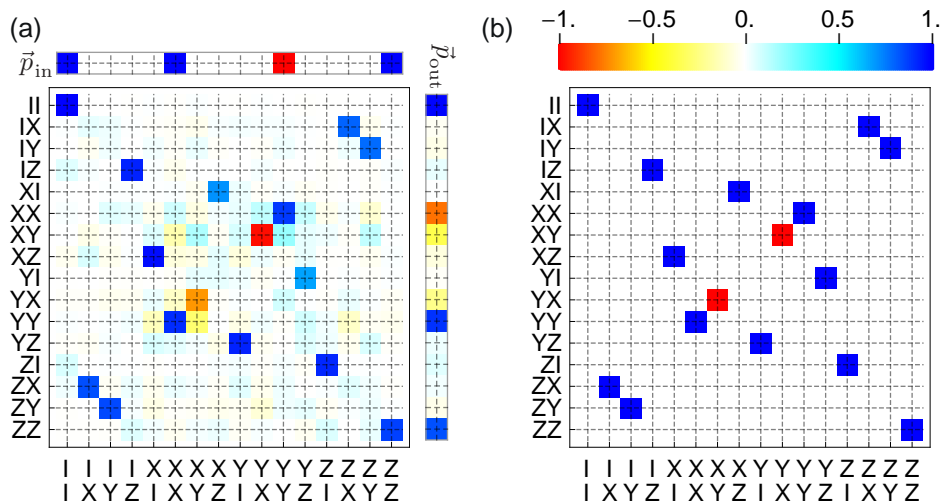 (a)
p⃗in
p⃗out
(b)
−1. −0.5 0. 0.5 1.
II
IX
IY
IZ
XI
XX
XY
XZ
YI
YX
YY
YZ
ZI
ZX
ZY
ZZ
I I I I X X X X Y Y Y Y Z Z Z Z
I X Y Z I X Y Z I X Y Z I X Y Z
II
IX
IY
IZ
XI
XX
XY
XZ
YI
YX
YY
YZ
ZI
ZX
ZY
ZZ
I I I I X X X X Y Y Y Y Z Z Z Z
I X Y Z I X Y Z I X Y Z I X Y Z